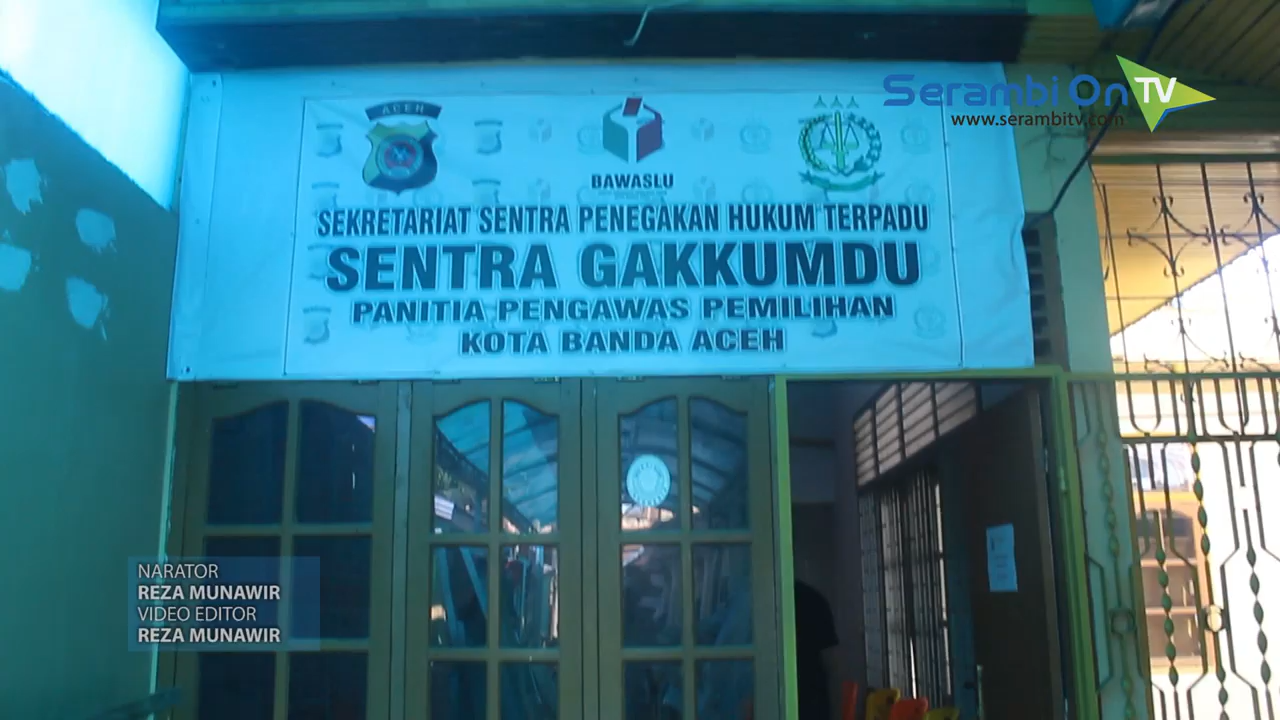 Serambi On TV
www.serambitv.com
ACEH
BAWASLU
SEKRETARIAT SENTRA PENEGAKAN HUKUM TERPADU
SENTRA GAKKUMDU
PANITIA PENGAWAS PEMILIHAN
KOTA BANDA ACEH
NARATOR
REZA MUNAWIR
VIDEO EDITOR
REZA MUNAWIR